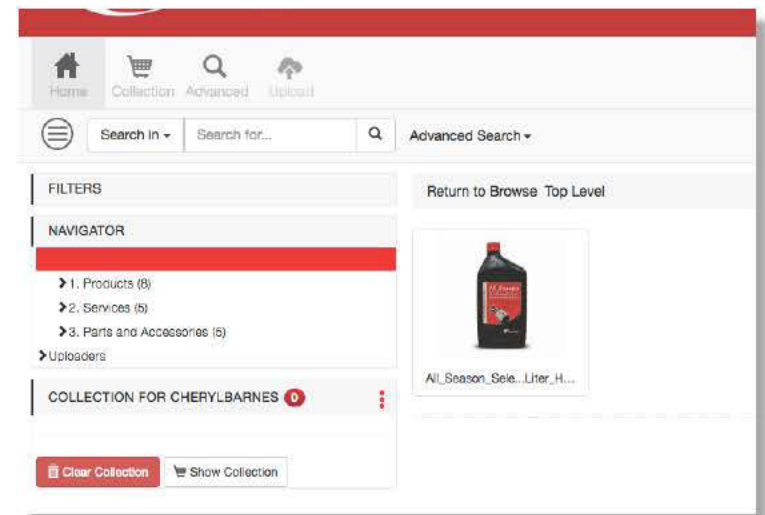 Home Collection Advanced Upload
Search in
Search for...
Advanced Search
FILTERS
Return to Browse Top Level
NAVIGATOR
1. Products (8)
2. Services (5)
3. Parts and Accessories (5)
Uploaders
All_Season_Sele...Liter_H...
COLLECTION FOR CHERYLBARNES 0
Clear Collection
Show Collection